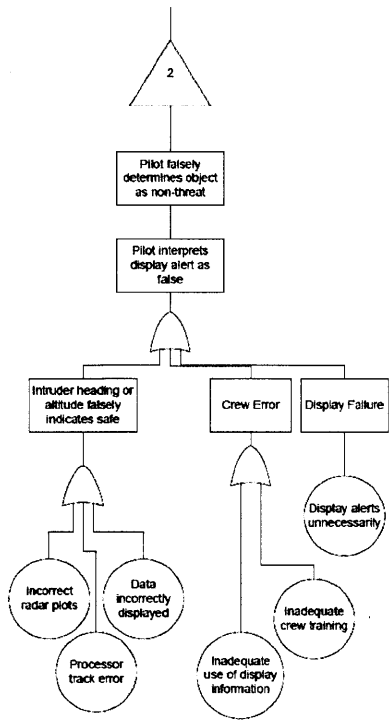 2
Pilot falsely
determines object
as non-threat
Pilot interprets
display alert as
false
Intruder heading or
altitude falsely
indicates safe
Crew Error
Display Failure
Display alerts
unnecessarily
Incorrect
radar plots
Data
incorrectly
displayed
Processor
track error
Inadequate
crew training
Inadequate
use of display
information